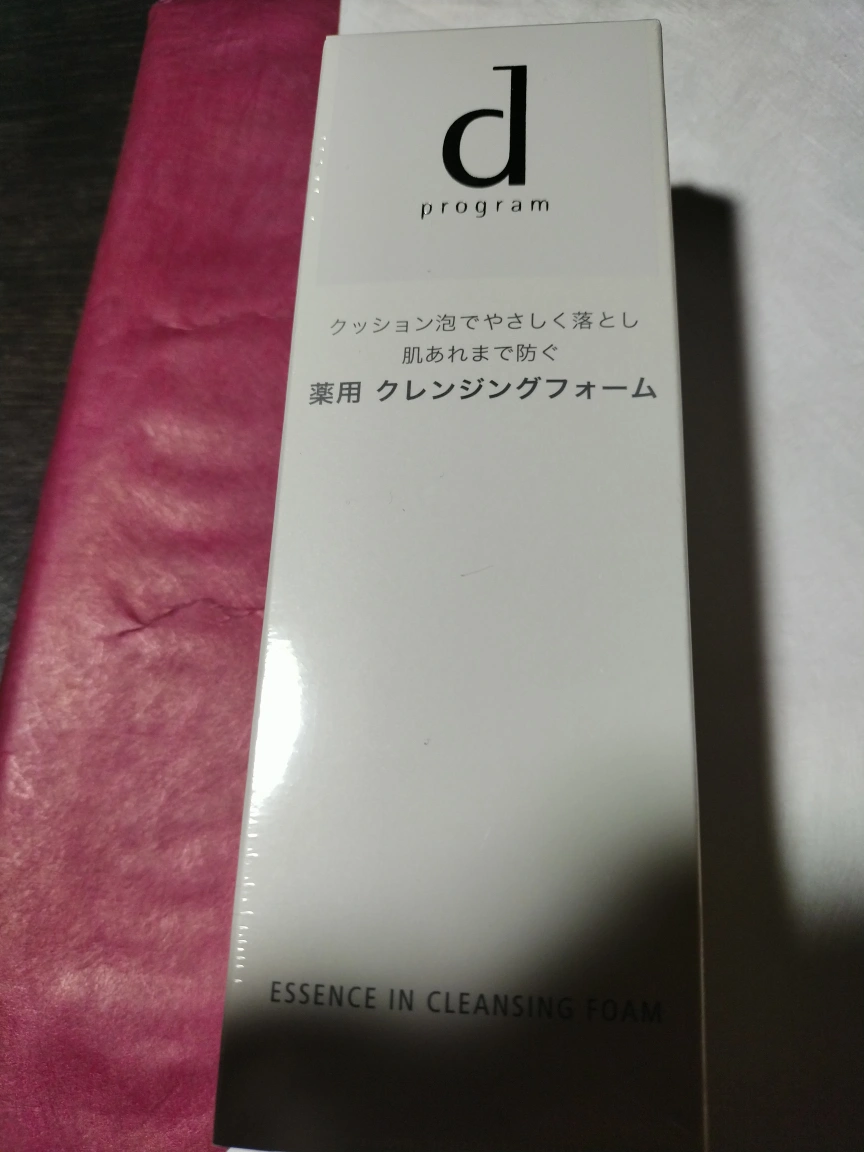 d
program
クッション泡でやさしく落とし
肌あれまで防ぐ
薬用 クレンジングフォーム
ESSENCE IN CLEANSING FOAM